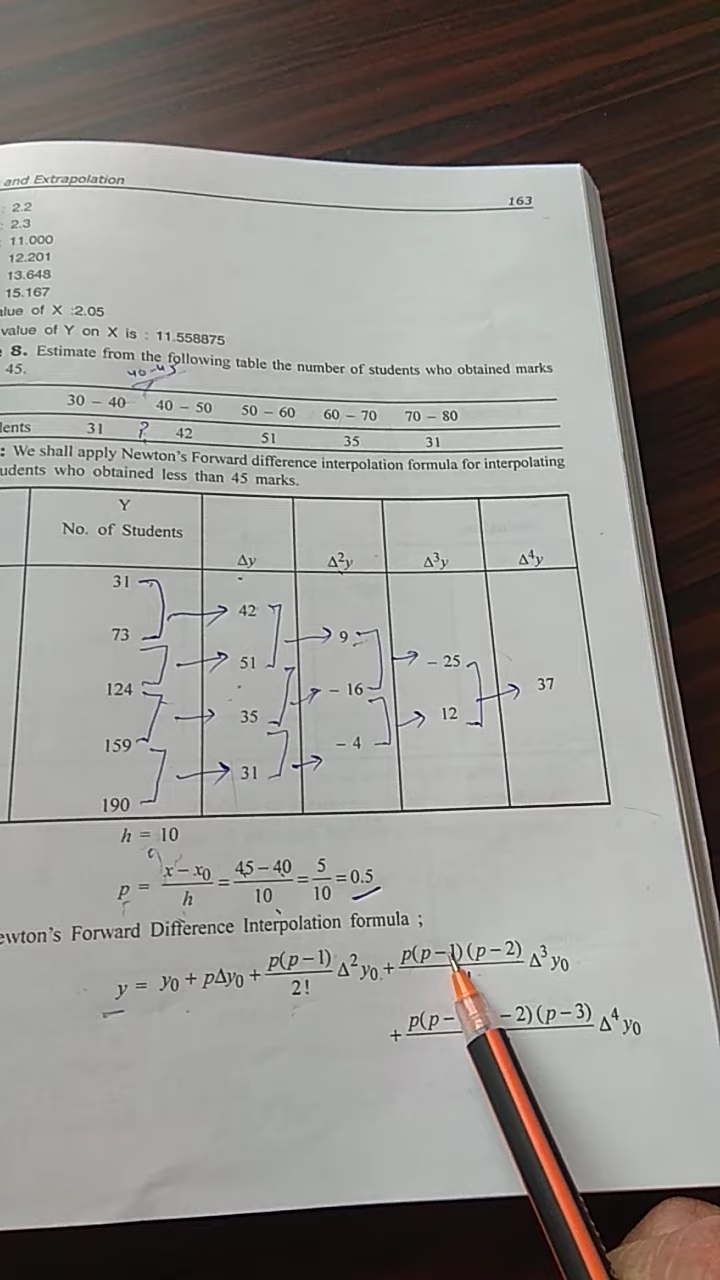 and Extrapolation
163
: 2.2
: 2.3
: 11.000
12.201
13.648
15.167
value of X :2.05
value of Y on X is : 11.558875
8. Estimate from the following table the number of students who obtained marks
40-45
45.
30 – 40 40 – 50 50 – 60 60 – 70 70 – 80
dents 31 ? 42 51 35 31
: We shall apply Newton's Forward difference interpolation formula for interpolating
udents who obtained less than 45 marks.
Y
No. of Students Δy Δ²y Δ³y Δ⁴y
31
42
73 9
51 – 25
124 – 16 37
35 12
159 – 4
31
190
h = 10
p = x – x₀ / h = 45 – 40 / 10 = 5 / 10 = 0.5
ewton's Forward Difference Interpolation formula ;
y = y₀ + pΔy₀ + p(p – 1) / 2! Δ²y₀ + p(p – 1)(p – 2) / ! Δ³y₀
+ p(p – – 2)(p – 3) Δ⁴y₀